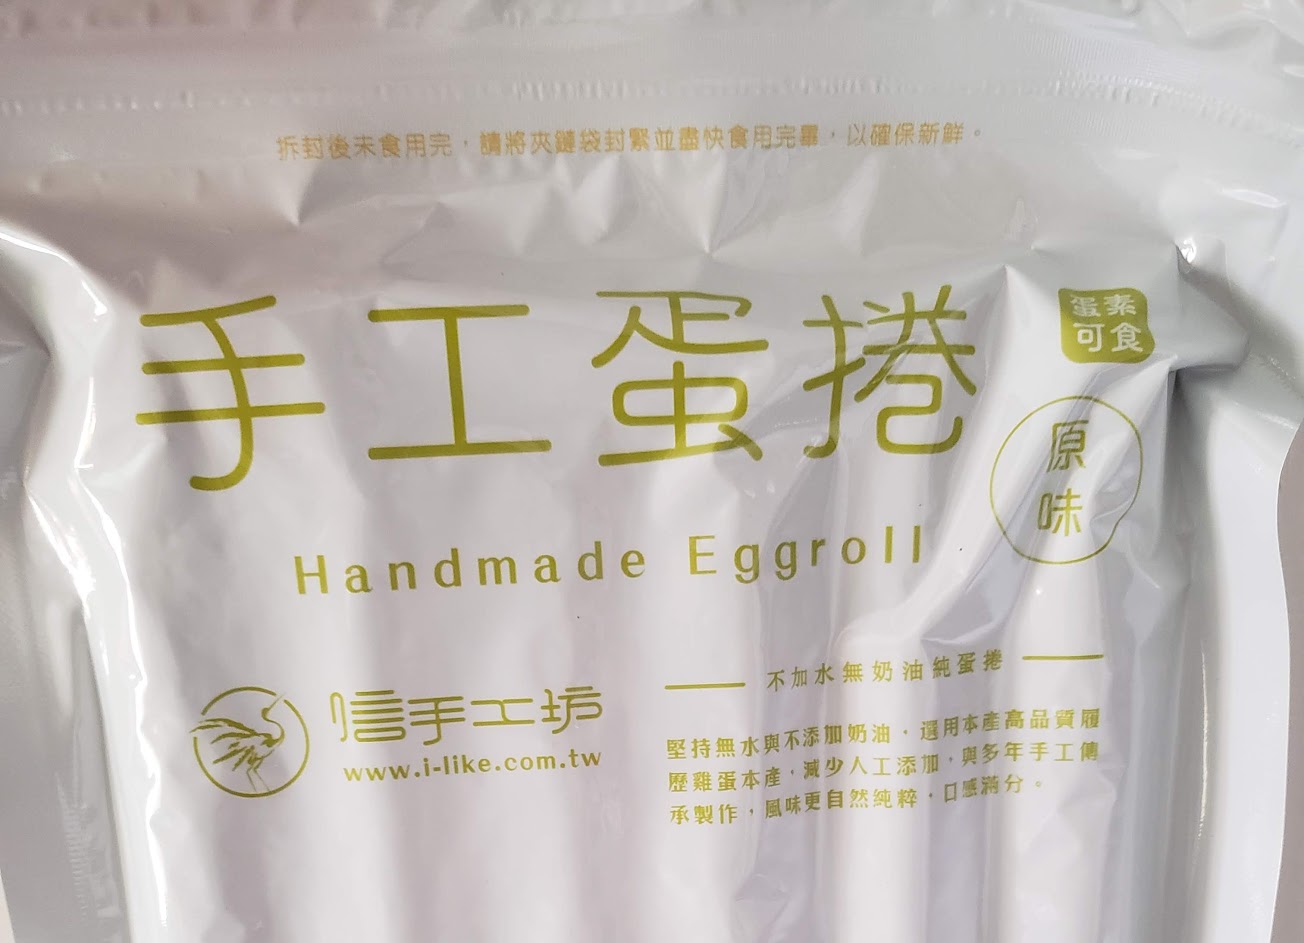 拆封後未食用完，請將夾鏈袋封緊並盡快食用完畢，以確保新鮮。
手工蛋捲
蛋素
可食
原味
Handmade Eggroll
信手工坊
www.i-like.com.tw
不加水無奶油純蛋捲
堅持無水與不添加奶油，選用本產高品質履
歷雞蛋本產，減少人工添加，與多年手工傳
承製作，風味更自然純粹，口感滿分。